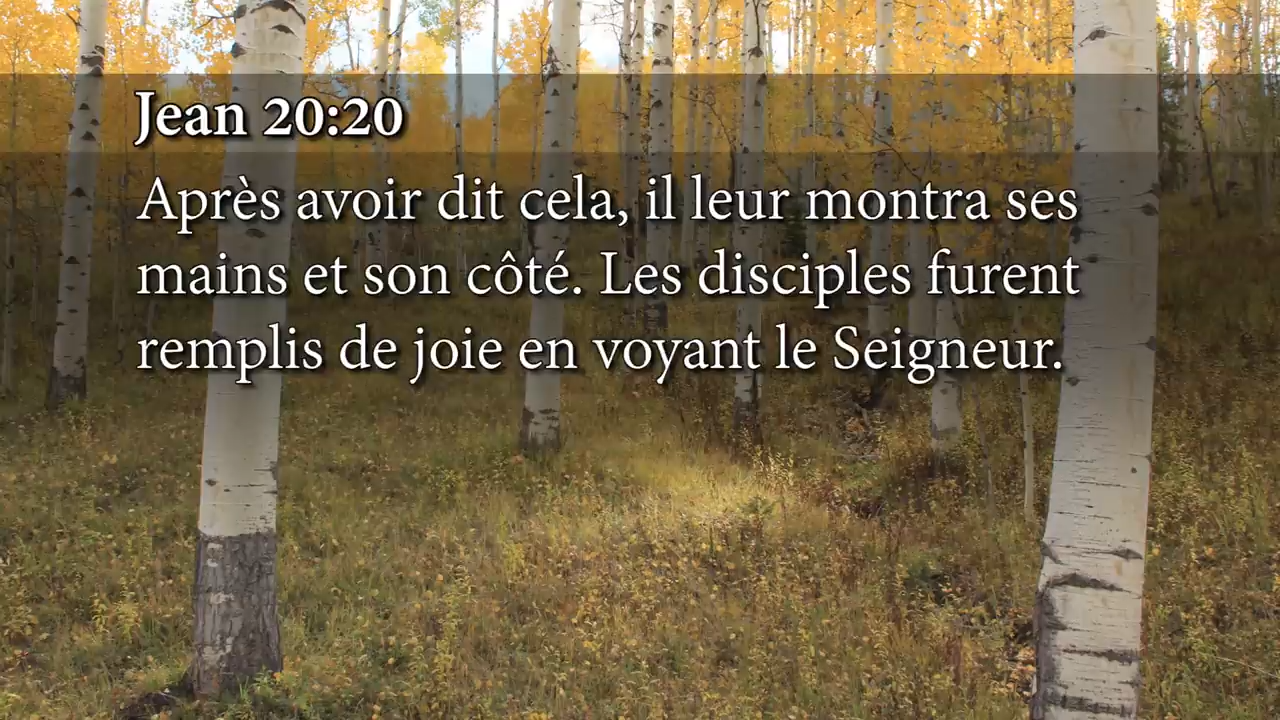 Jean 20:20
Après avoir dit cela, il leur montra ses
mains et son côté. Les disciples furent
remplis de joie en voyant le Seigneur.